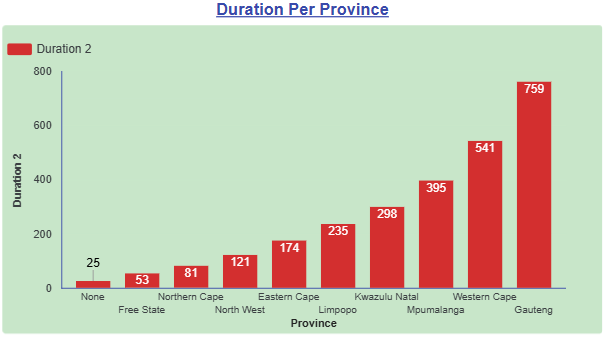 Duration Per Province
Duration 2
800
600
400
200
0
Duration 2
25
53
81
121
174
235
298
395
541
759
None
Free State
Northern Cape
North West
Eastern Cape
Limpopo
Kwazulu Natal
Mpumalanga
Western Cape
Gauteng
Province